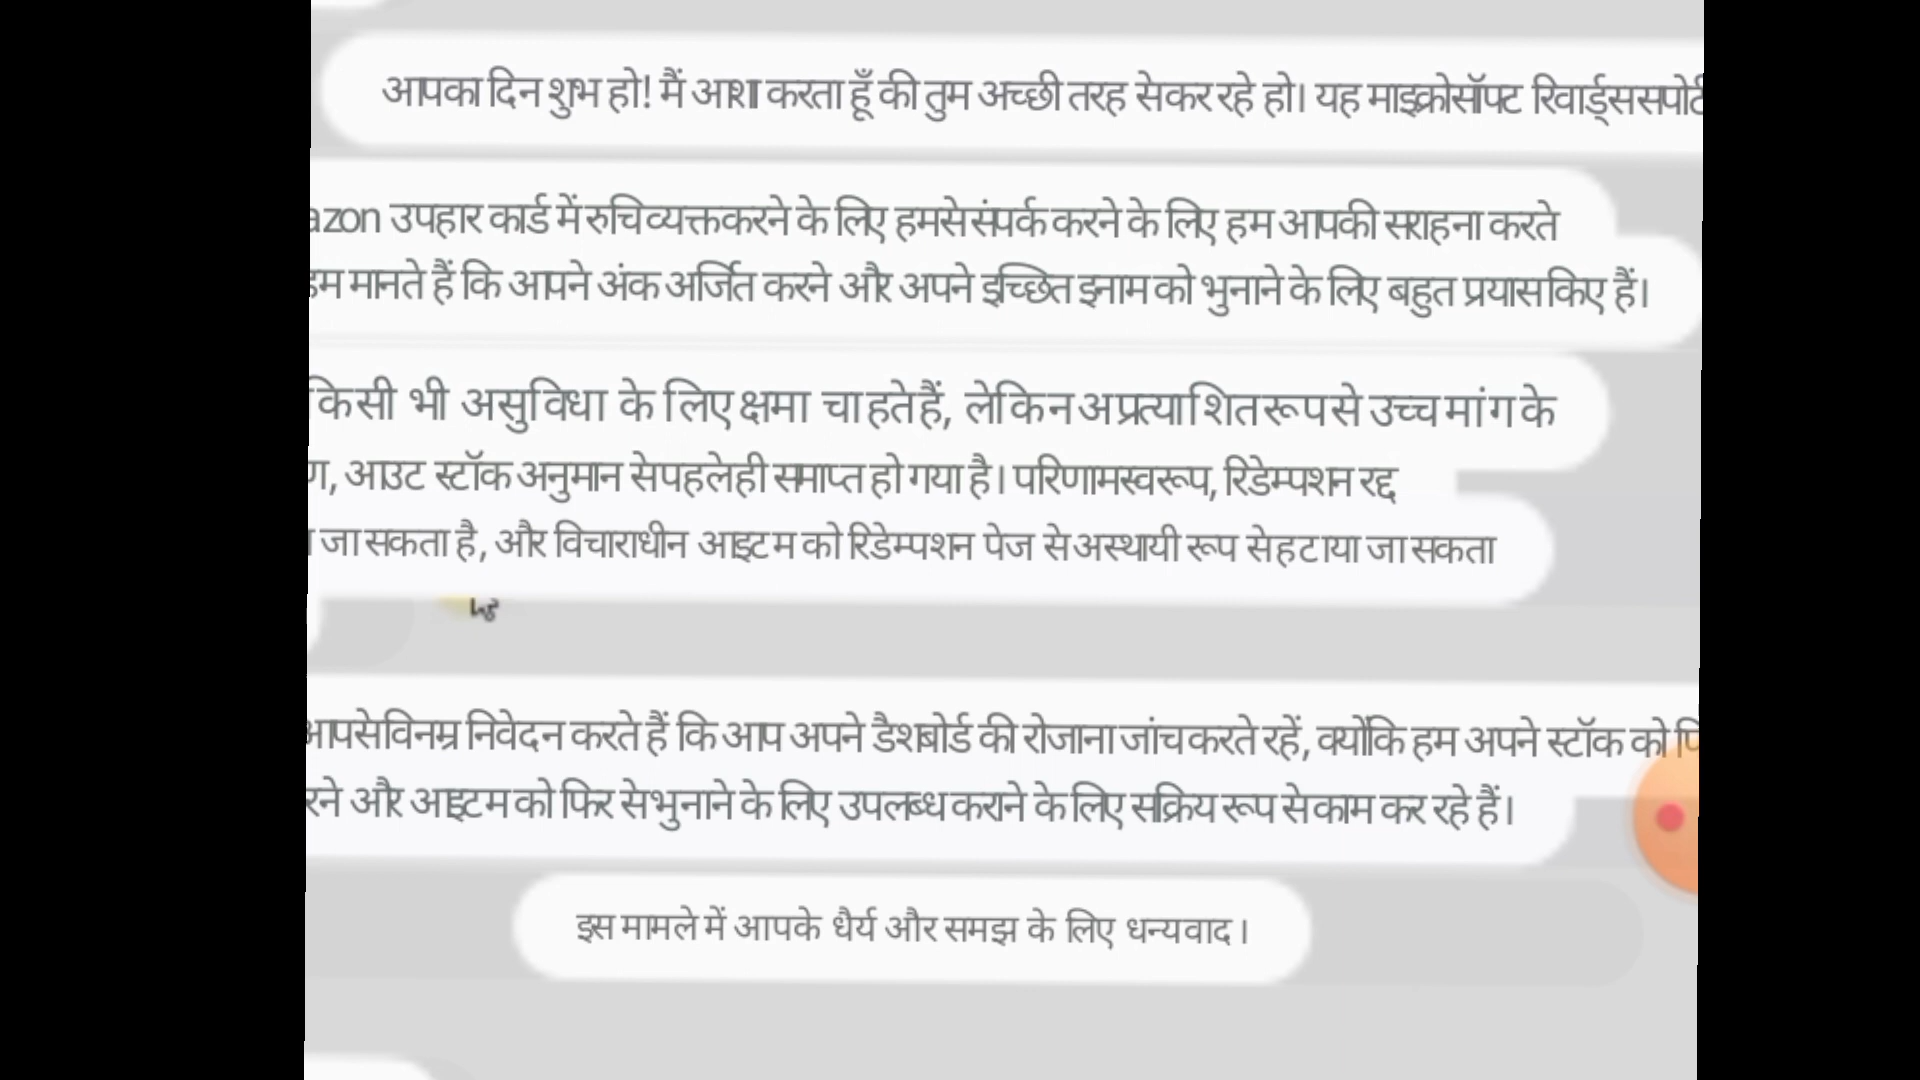 आपका दिन शुभ हो! मैं आशा करता हूँ की तुम अच्छी तरह से कर रहे हो। यह माइक्रोसॉफ्ट रिवार्ड्स सपोर्ट
azon उपहार कार्ड में रुचि व्यक्त करने के लिए हमसे संपर्क करने के लिए हम आपकी सराहना करते
हम मानते हैं कि आपने अंक अर्जित करने और अपने इच्छित इनाम को भुनाने के लिए बहुत प्रयास किए हैं।
किसी भी असुविधा के लिए क्षमा चाहते हैं, लेकिन अप्रत्याशित रूप से उच्च मांग के
ण, आउट स्टॉक अनुमान से पहले ही समाप्त हो गया है। परिणामस्वरूप, रिडेम्पशन रद्द
जा सकता है, और विचाराधीन आइटम को रिडेम्पशन पेज से अस्थायी रूप से हटाया जा सकता
आपसे विनम्र निवेदन करते हैं कि आप अपने डैशबोर्ड की रोजाना जांच करते रहें, क्योंकि हम अपने स्टॉक को
रने और आइटम को फिर से भुनाने के लिए उपलब्ध कराने के लिए सक्रिय रूप से काम कर रहे हैं।
इस मामले में आपके धैर्य और समझ के लिए धन्यवाद।